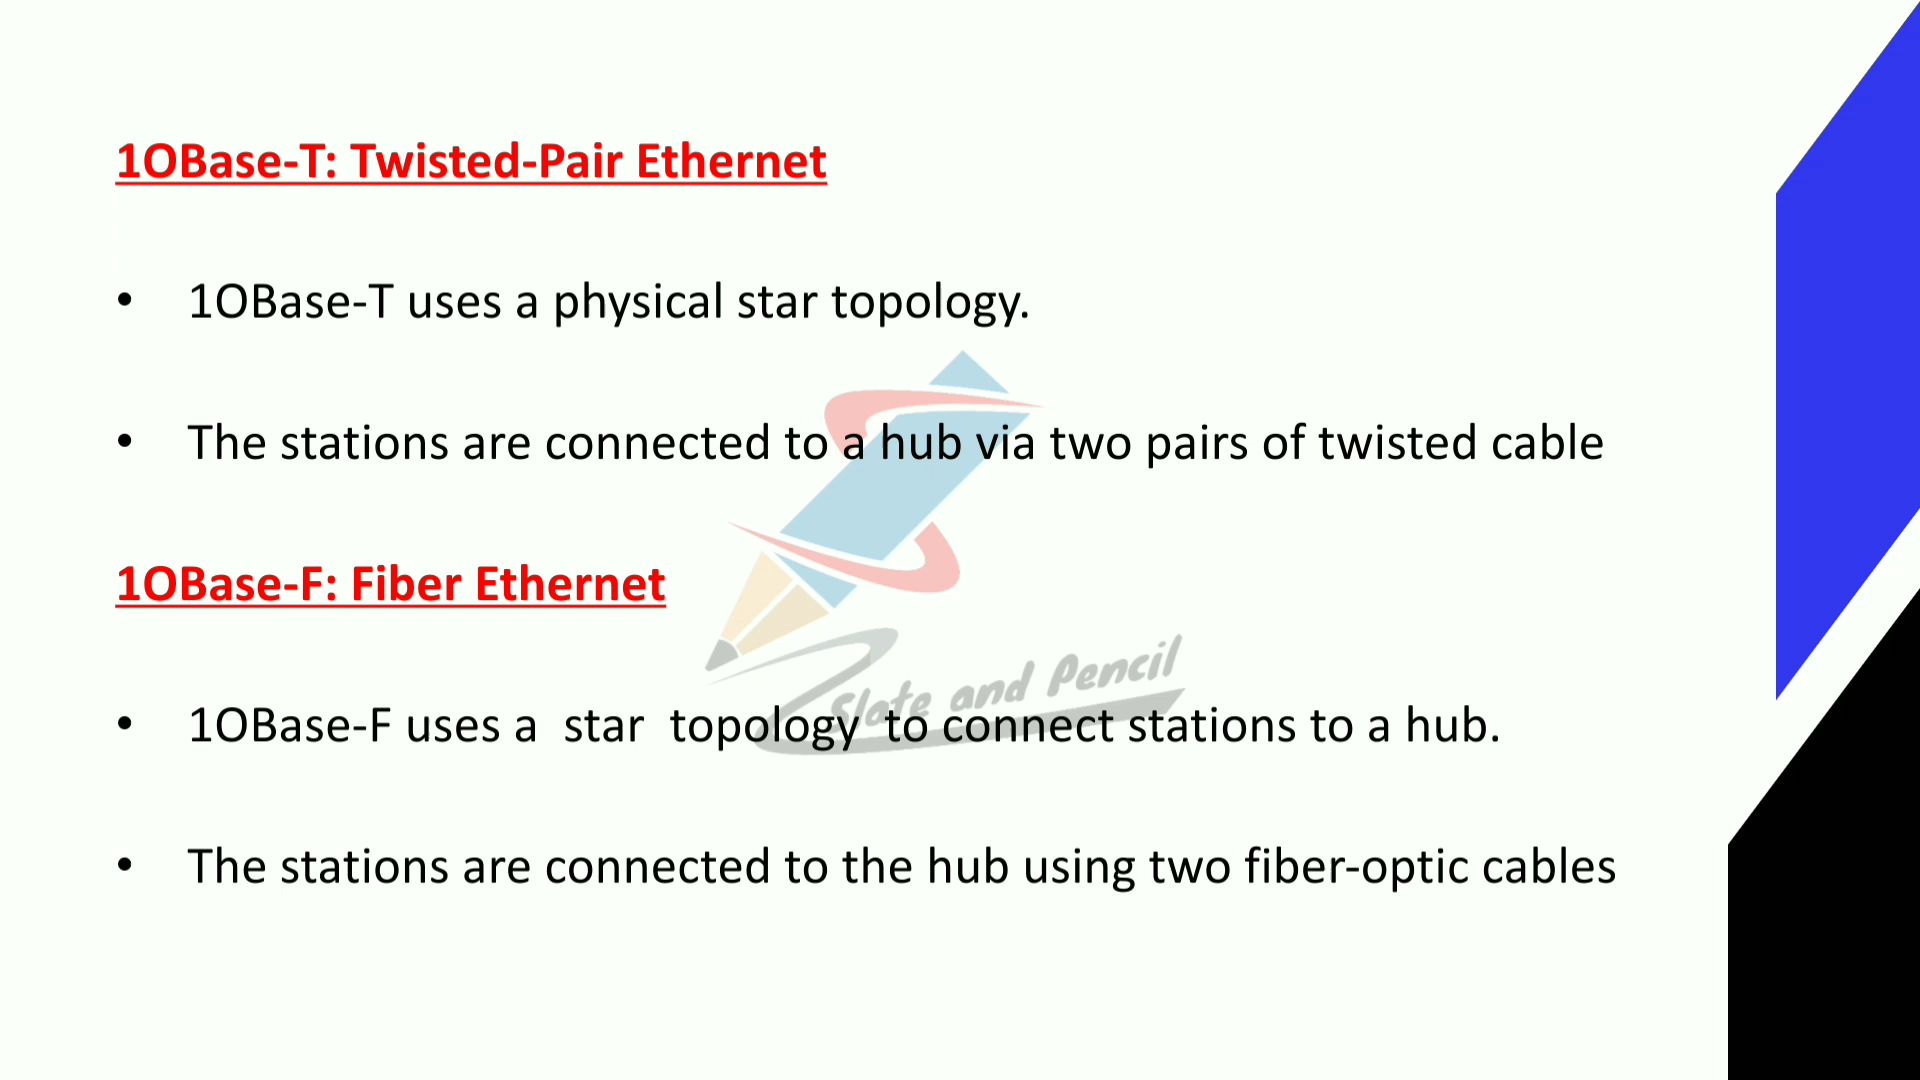 1OBase-T: Twisted-Pair Ethernet
• 1OBase-T uses a physical star topology.
• The stations are connected to a hub via two pairs of twisted cable
1OBase-F: Fiber Ethernet
Slate and Pencil
• 1OBase-F uses a star topology to connect stations to a hub.
• The stations are connected to the hub using two fiber-optic cables